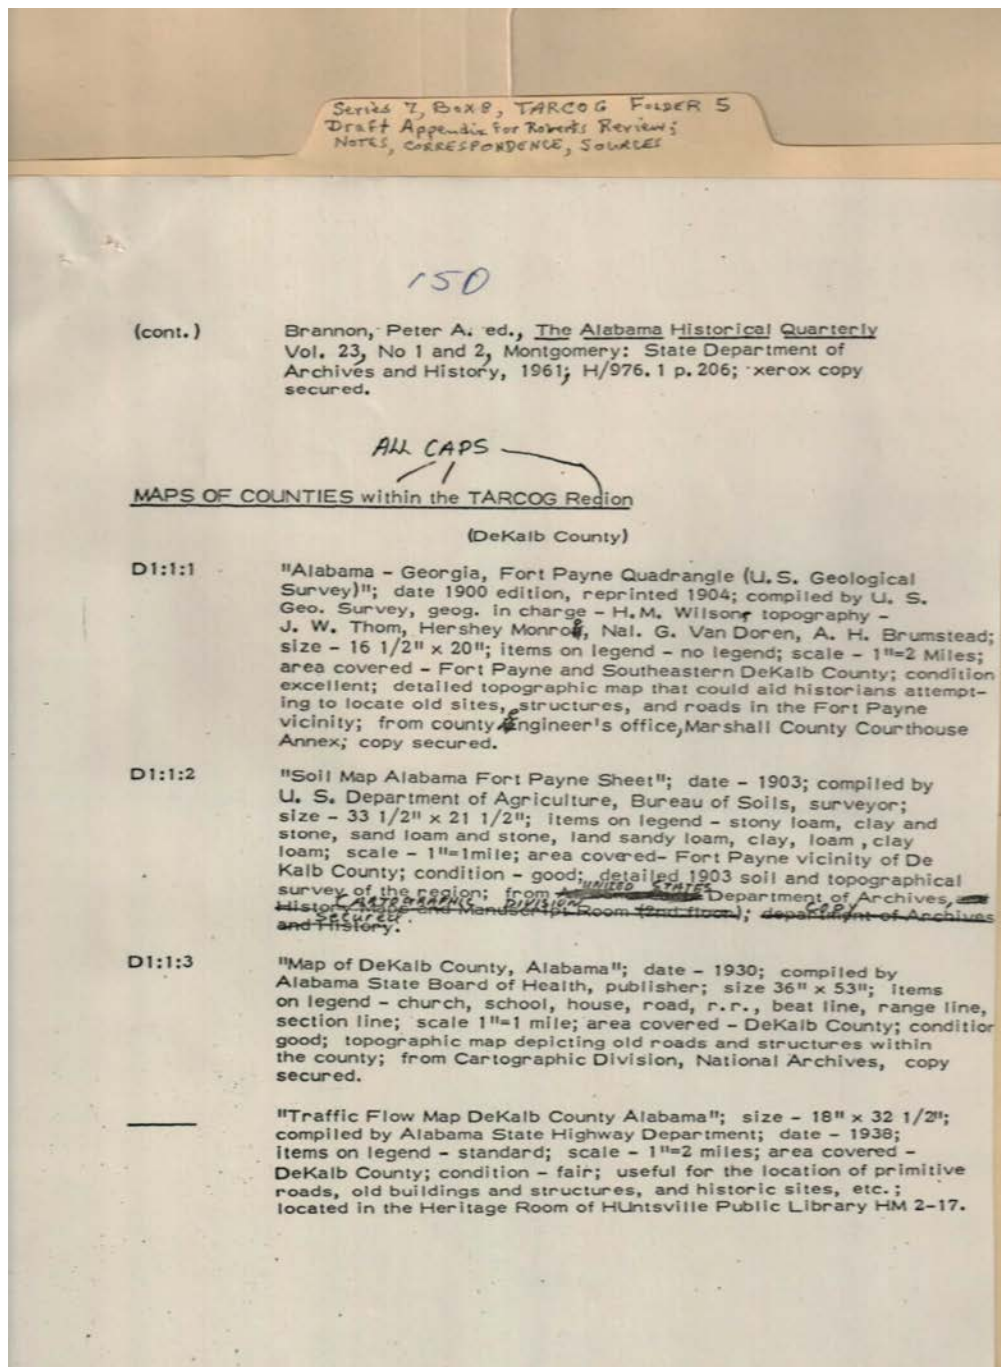 Series 7, Box 8, TARCOG FOLDER 5
Draft Appendix for Roberts Review;
NOTES, CORRESPONDENCE, SOURCES
150
(cont.) Brannon, Peter A. ed., The Alabama Historical Quarterly
Vol. 23, No 1 and 2, Montgomery: State Department of
Archives and History, 1961; H/976.1 p. 206; xerox copy
secured.
ALL CAPS
MAPS OF COUNTIES within the TARCOG Region
(DeKalb County)
D1:1:1 "Alabama - Georgia, Fort Payne Quadrangle (U.S. Geological
Survey)"; date 1900 edition, reprinted 1904; compiled by U. S.
Geo. Survey, geog. in charge - H.M. Wilson, topography -
J. W. Thom, Hershey Monroe, Nal. G. Van Doren, A. H. Brumstead;
size - 16 1/2" x 20"; items on legend - no legend; scale - 1"=2 Miles;
area covered - Fort Payne and Southeastern DeKalb County; condition
excellent; detailed topographic map that could aid historians attempt-
ing to locate old sites, structures, and roads in the Fort Payne
vicinity; from county engineer's office, Marshall County Courthouse
Annex; copy secured.
D1:1:2 "Soil Map Alabama Fort Payne Sheet"; date - 1903; compiled by
U. S. Department of Agriculture, Bureau of Soils, surveyor;
size - 33 1/2" x 21 1/2"; items on legend - stony loam, clay and
stone, sand loam and stone, land sandy loam, clay, loam , clay
loam; scale - 1"=1mile; area covered- Fort Payne vicinity of De
Kalb County; condition - good; detailed 1903 soil and topographical
UNITED STATES
survey of the region; from Department of Archives,
CARTOGRAPHIC DIVISION COPY
History and Manuscript Room (2nd floor); department of Archives
Secured.
and History.
D1:1:3 "Map of DeKalb County, Alabama"; date - 1930; compiled by
Alabama State Board of Health, publisher; size 36" x 53"; items
on legend - church, school, house, road, r.r., beat line, range line,
section line; scale 1"=1 mile; area covered - DeKalb County; condition
good; topographic map depicting old roads and structures within
the county; from Cartographic Division, National Archives, copy
secured.
"Traffic Flow Map DeKalb County Alabama"; size - 18" x 32 1/2";
compiled by Alabama State Highway Department; date - 1938;
items on legend - standard; scale - 1"=2 miles; area covered -
DeKalb County; condition - fair; useful for the location of primitive
roads, old buildings and structures, and historic sites, etc.;
located in the Heritage Room of HUntsville Public Library HM 2-17.